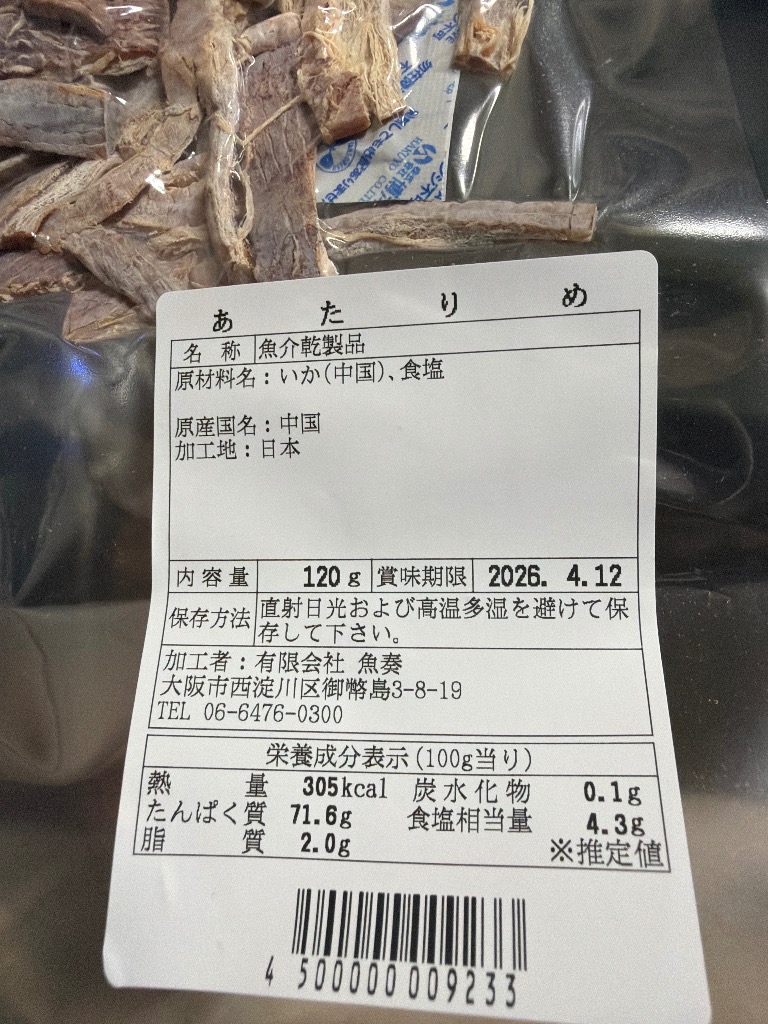 あたりめ
名称 魚介乾製品
原材料名：いか(中国)、食塩
原産国名：中国
加工地：日本
内容量 120g 賞味期限 2026. 4.12
保存方法 直射日光および高温多湿を避けて保
存して下さい。
加工者：有限会社 魚奏
大阪市西淀川区御幣島3-8-19
TEL 06-6476-0300
栄養成分表示(100g当り)
熱量 305kcal 炭水化物 0.1g
たんぱく質 71.6g 食塩相当量 4.3g
脂質 2.0g ※推定値
4 500000 009233